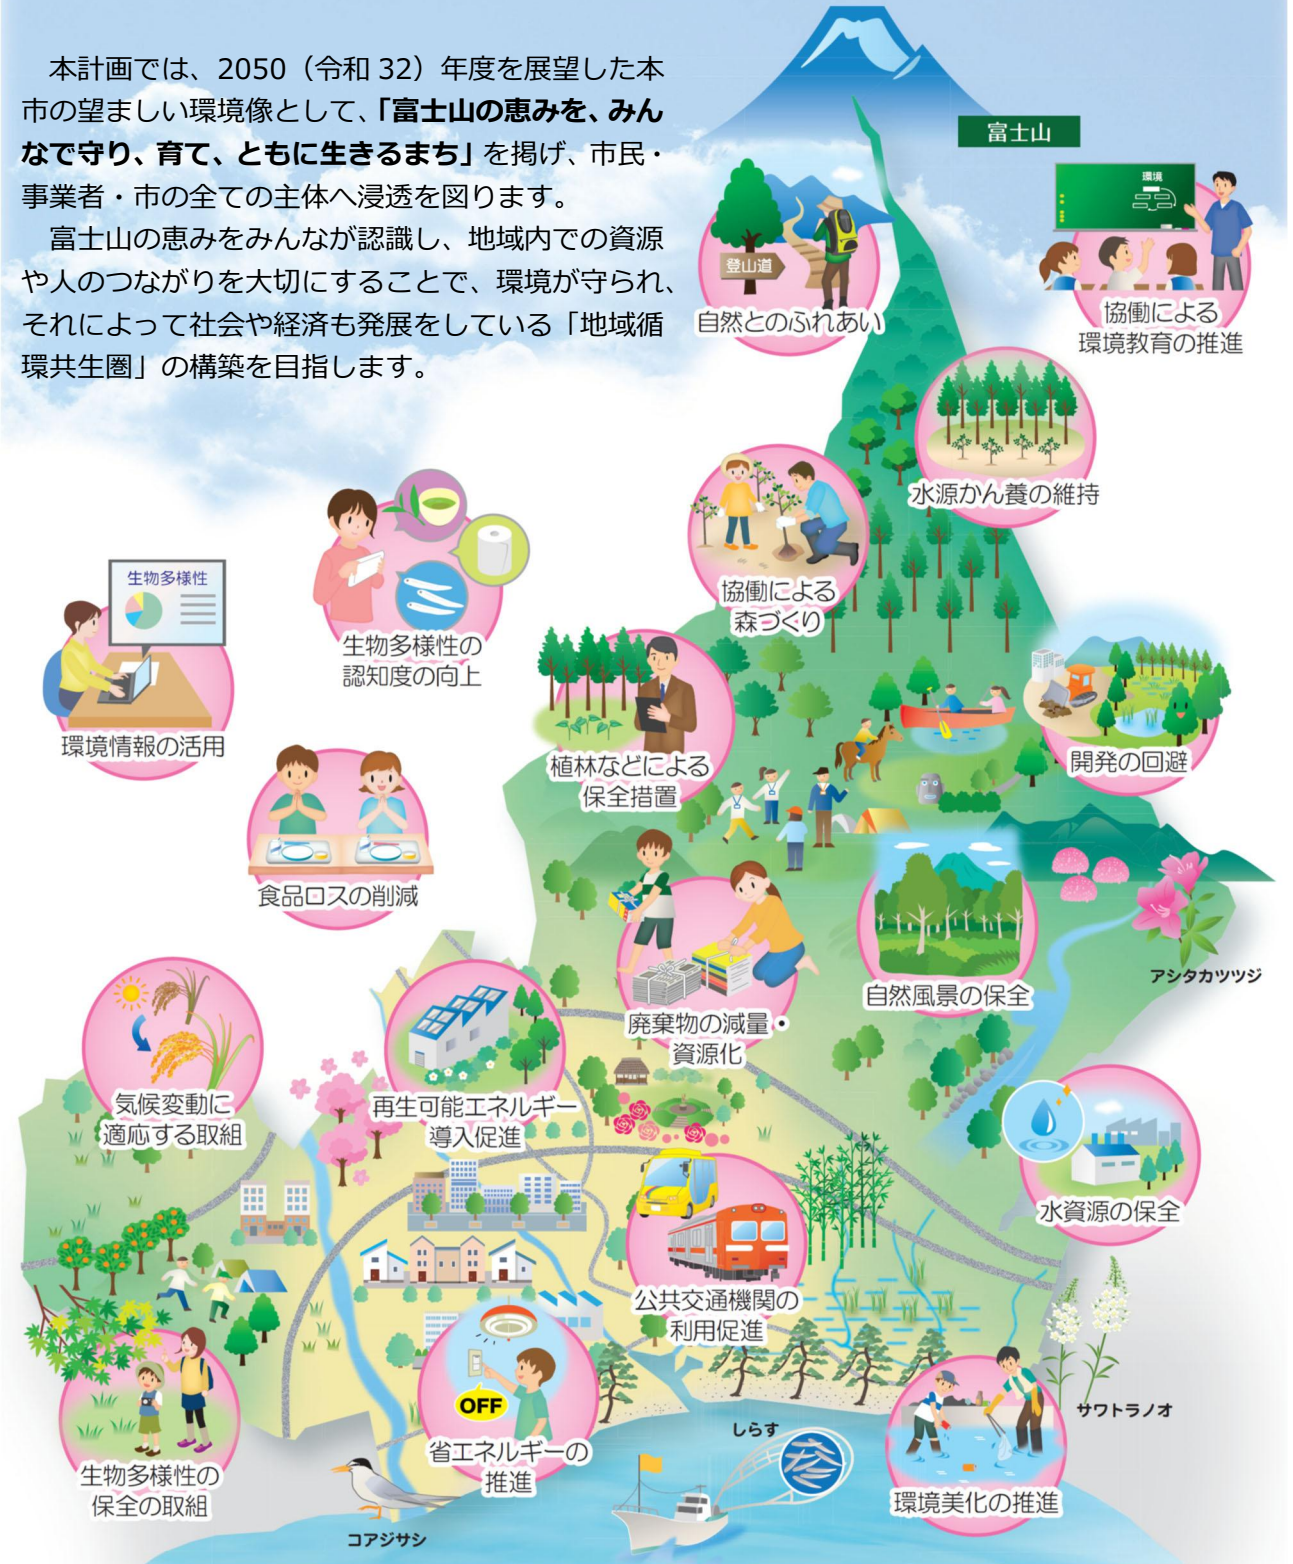 本計画では、2050（令和 32）年度を展望した本
市の望ましい環境像として、「富士山の恵みを、みん
なで守り、育て、ともに生きるまち」を掲げ、市民・
事業者・市の全ての主体へ浸透を図ります。
富士山の恵みをみんなが認識し、地域内での資源
や人のつながりを大切にすることで、環境が守られ、
それによって社会や経済も発展をしている「地域循
環共生圏」の構築を目指します。
富士山
環境
登山道
自然とのふれあい
協働による
環境教育の推進
水源かん養の維持
協働による
森づくり
生物多様性の
認知度の向上
生物多様性
環境情報の活用
植林などによる
保全措置
開発の回避
食品ロスの削減
廃棄物の減量・
資源化
自然風景の保全
アシタカツツジ
気候変動に
適応する取組
再生可能エネルギー
導入促進
水資源の保全
公共交通機関の
利用促進
OFF
省エネルギーの
推進
生物多様性の
保全の取組
コアジサシ
しらす
サワトラノオ
環境美化の推進